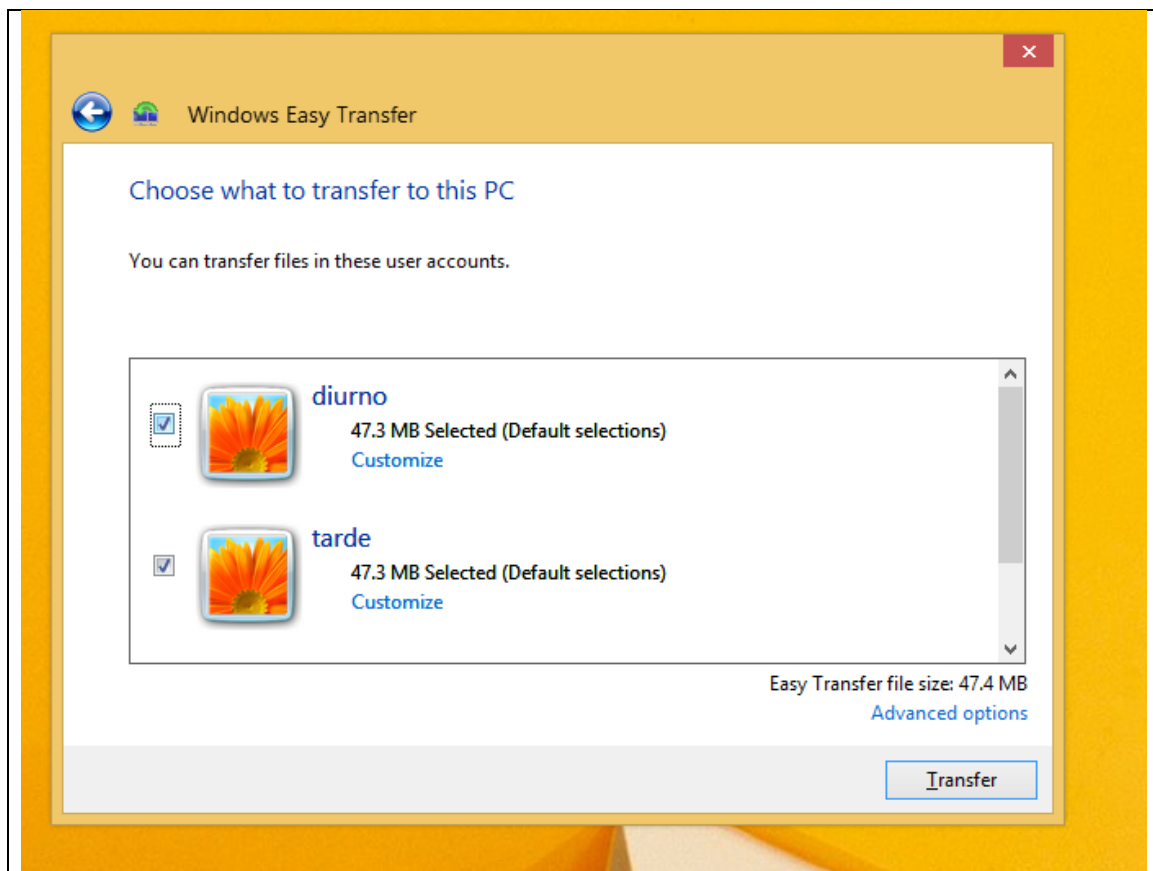 Windows Easy Transfer
Choose what to transfer to this PC
You can transfer files in these user accounts.
diurno
47.3 MB Selected (Default selections)
Customize
tarde
47.3 MB Selected (Default selections)
Customize
Easy Transfer file size: 47.4 MB
Advanced options
Transfer